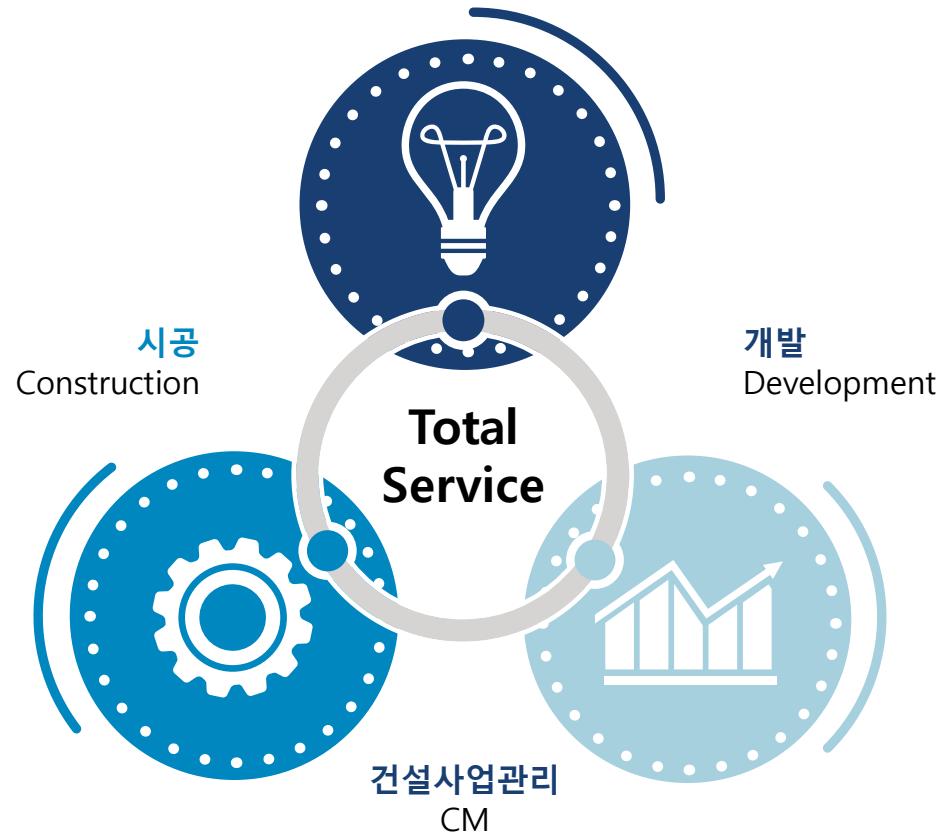 시공
Construction
개발
Development
Total
Service
건설사업관리
CM